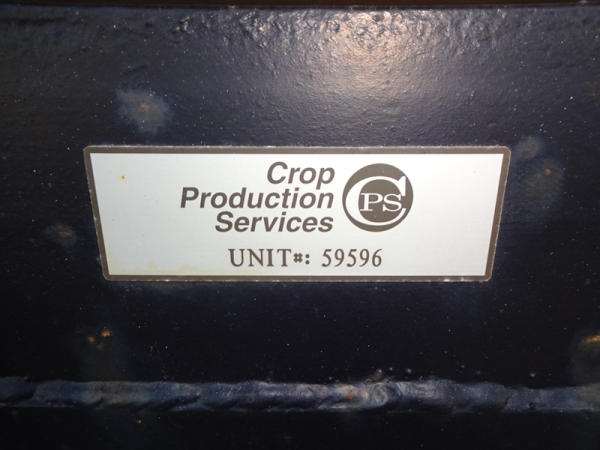 Crop
Production
Services
CPS
UNIT#: 59596